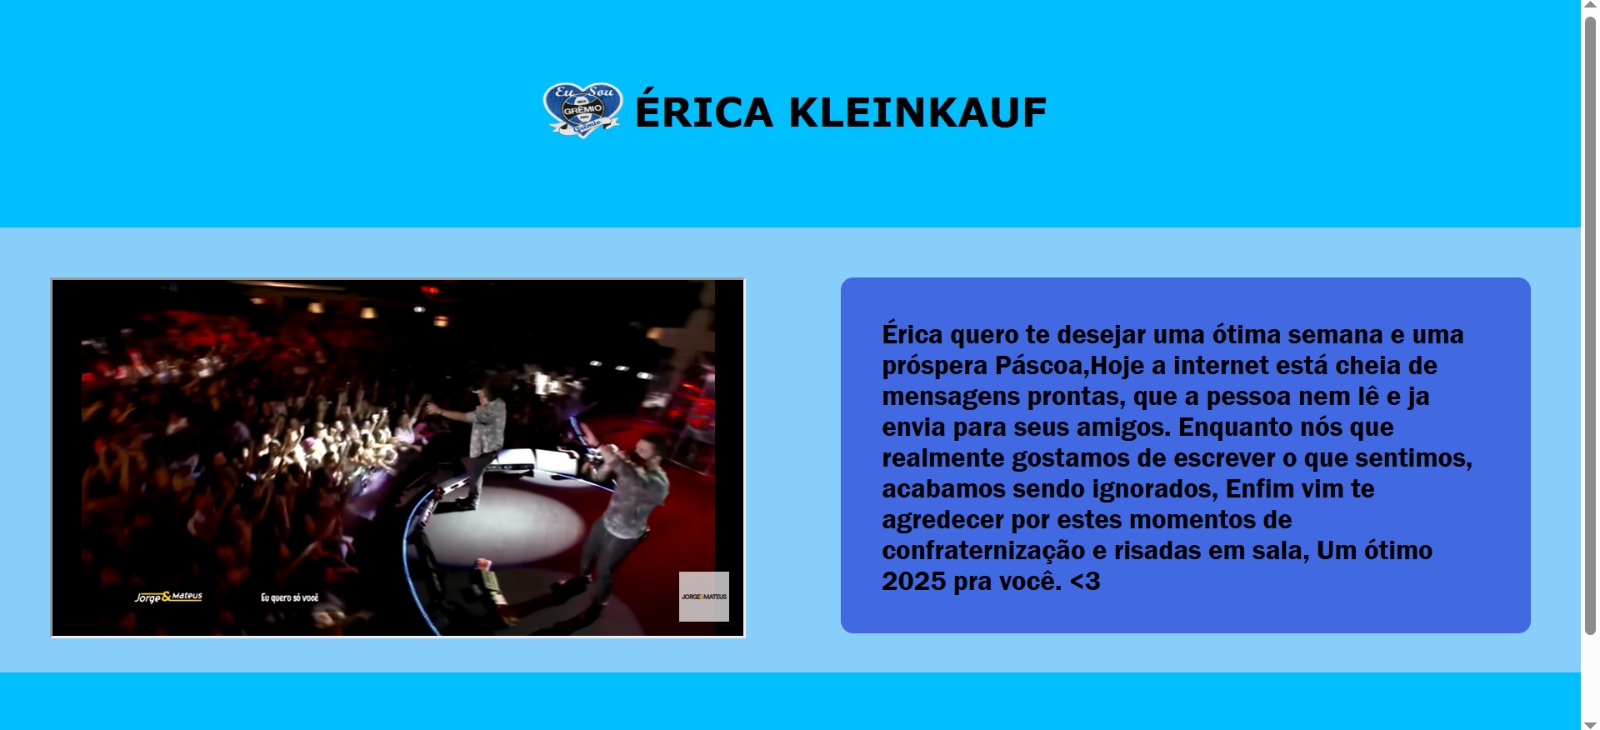 Eu Sou
GRÊMIO
Grêmio
ÉRICA KLEINKAUF
Érica quero te desejar uma ótima semana e uma
próspera Páscoa,Hoje a internet está cheia de
mensagens prontas, que a pessoa nem lê e ja
envia para seus amigos. Enquanto nós que
realmente gostamos de escrever o que sentimos,
acabamos sendo ignorados, Enfim vim te
agredecer por estes momentos de
confraternização e risadas em sala, Um ótimo
2025 pra você. <3
Jorge & Mateus
Eu quero só você
JORGE&MATEUS